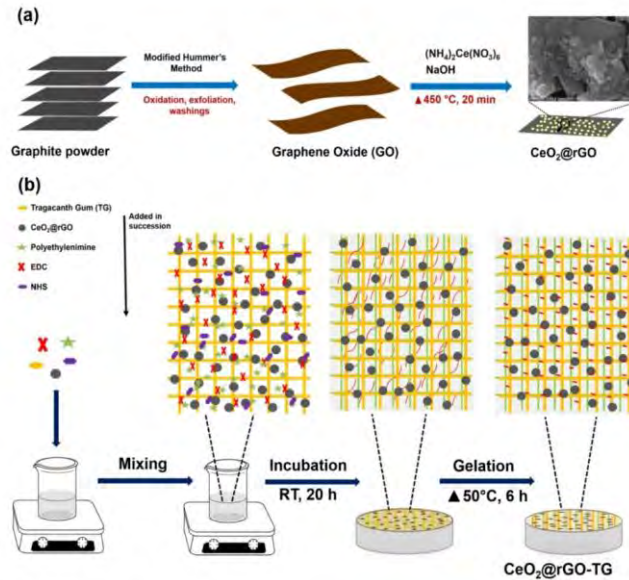 (a)
Modified Hummer's
Method
Oxidation, exfoliation,
washings
(NH₄)₂Ce(NO₃)₆
NaOH
▲450 °C, 20 min
Graphite powder
Graphene Oxide (GO)
CeO₂@rGO
(b)
Tragacanth Gum (TG)
CeO₂@rGO
Polyethylenimine
EDC
NHS
Added in
succession
Mixing
Incubation
RT, 20 h
Gelation
▲50°C, 6 h
CeO₂@rGO-TG